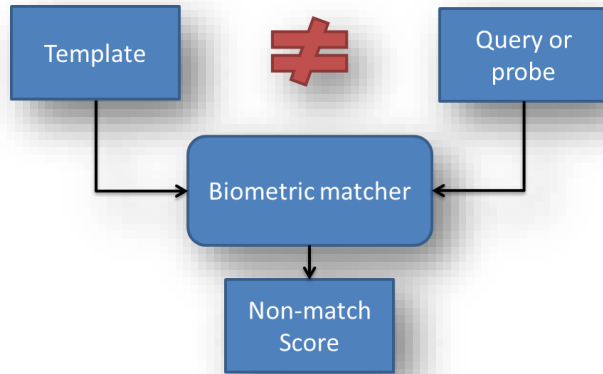 Template
≠
Query or
probe
Biometric matcher
Non-match
Score